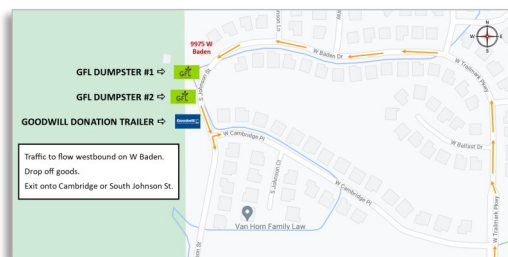 9975 W
Baden
N
W
E
GFL DUMPSTER #1 ⇨
GFL
GFL DUMPSTER #2 ⇨
GFL
GOODWILL DONATION TRAILER ⇨
Goodwill
Traffic to flow westbound on W Baden.
Drop off goods.
Exit onto Cambridge or South Johnson St.
W Baden Dr
S Johnson St
W Cambridge Pl
S Johnson Ct
W Cambridge Pl
W Belfast Dr
W Trailmark Pkwy
W Trailmark Pkwy
Van Horn Family Law